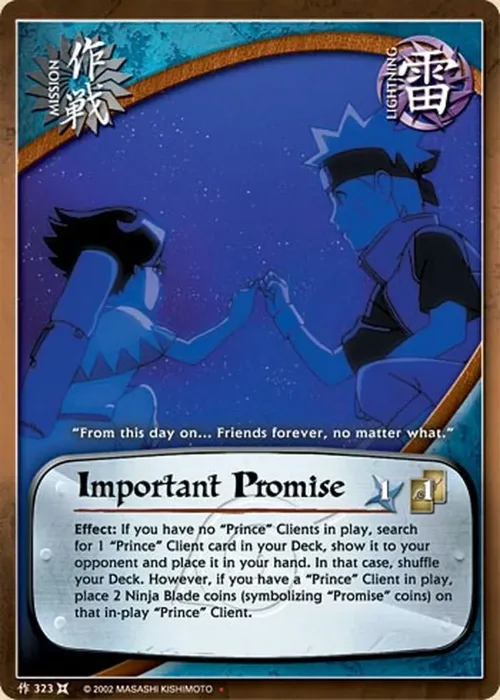 MISSION
作戦
LIGHTNING
雷
"From this day on... Friends forever, no matter what."
Important Promise 1 1
Effect: If you have no "Prince" Clients in play, search
for 1 "Prince" Client card in your Deck, show it to your
opponent and place it in your hand. In that case, shuffle
your Deck. However, if you have a "Prince" Client in play,
place 2 Ninja Blade coins (symbolizing "Promise" coins) on
that in-play "Prince" Client.
作 323 © 2002 MASASHI KISHIMOTO